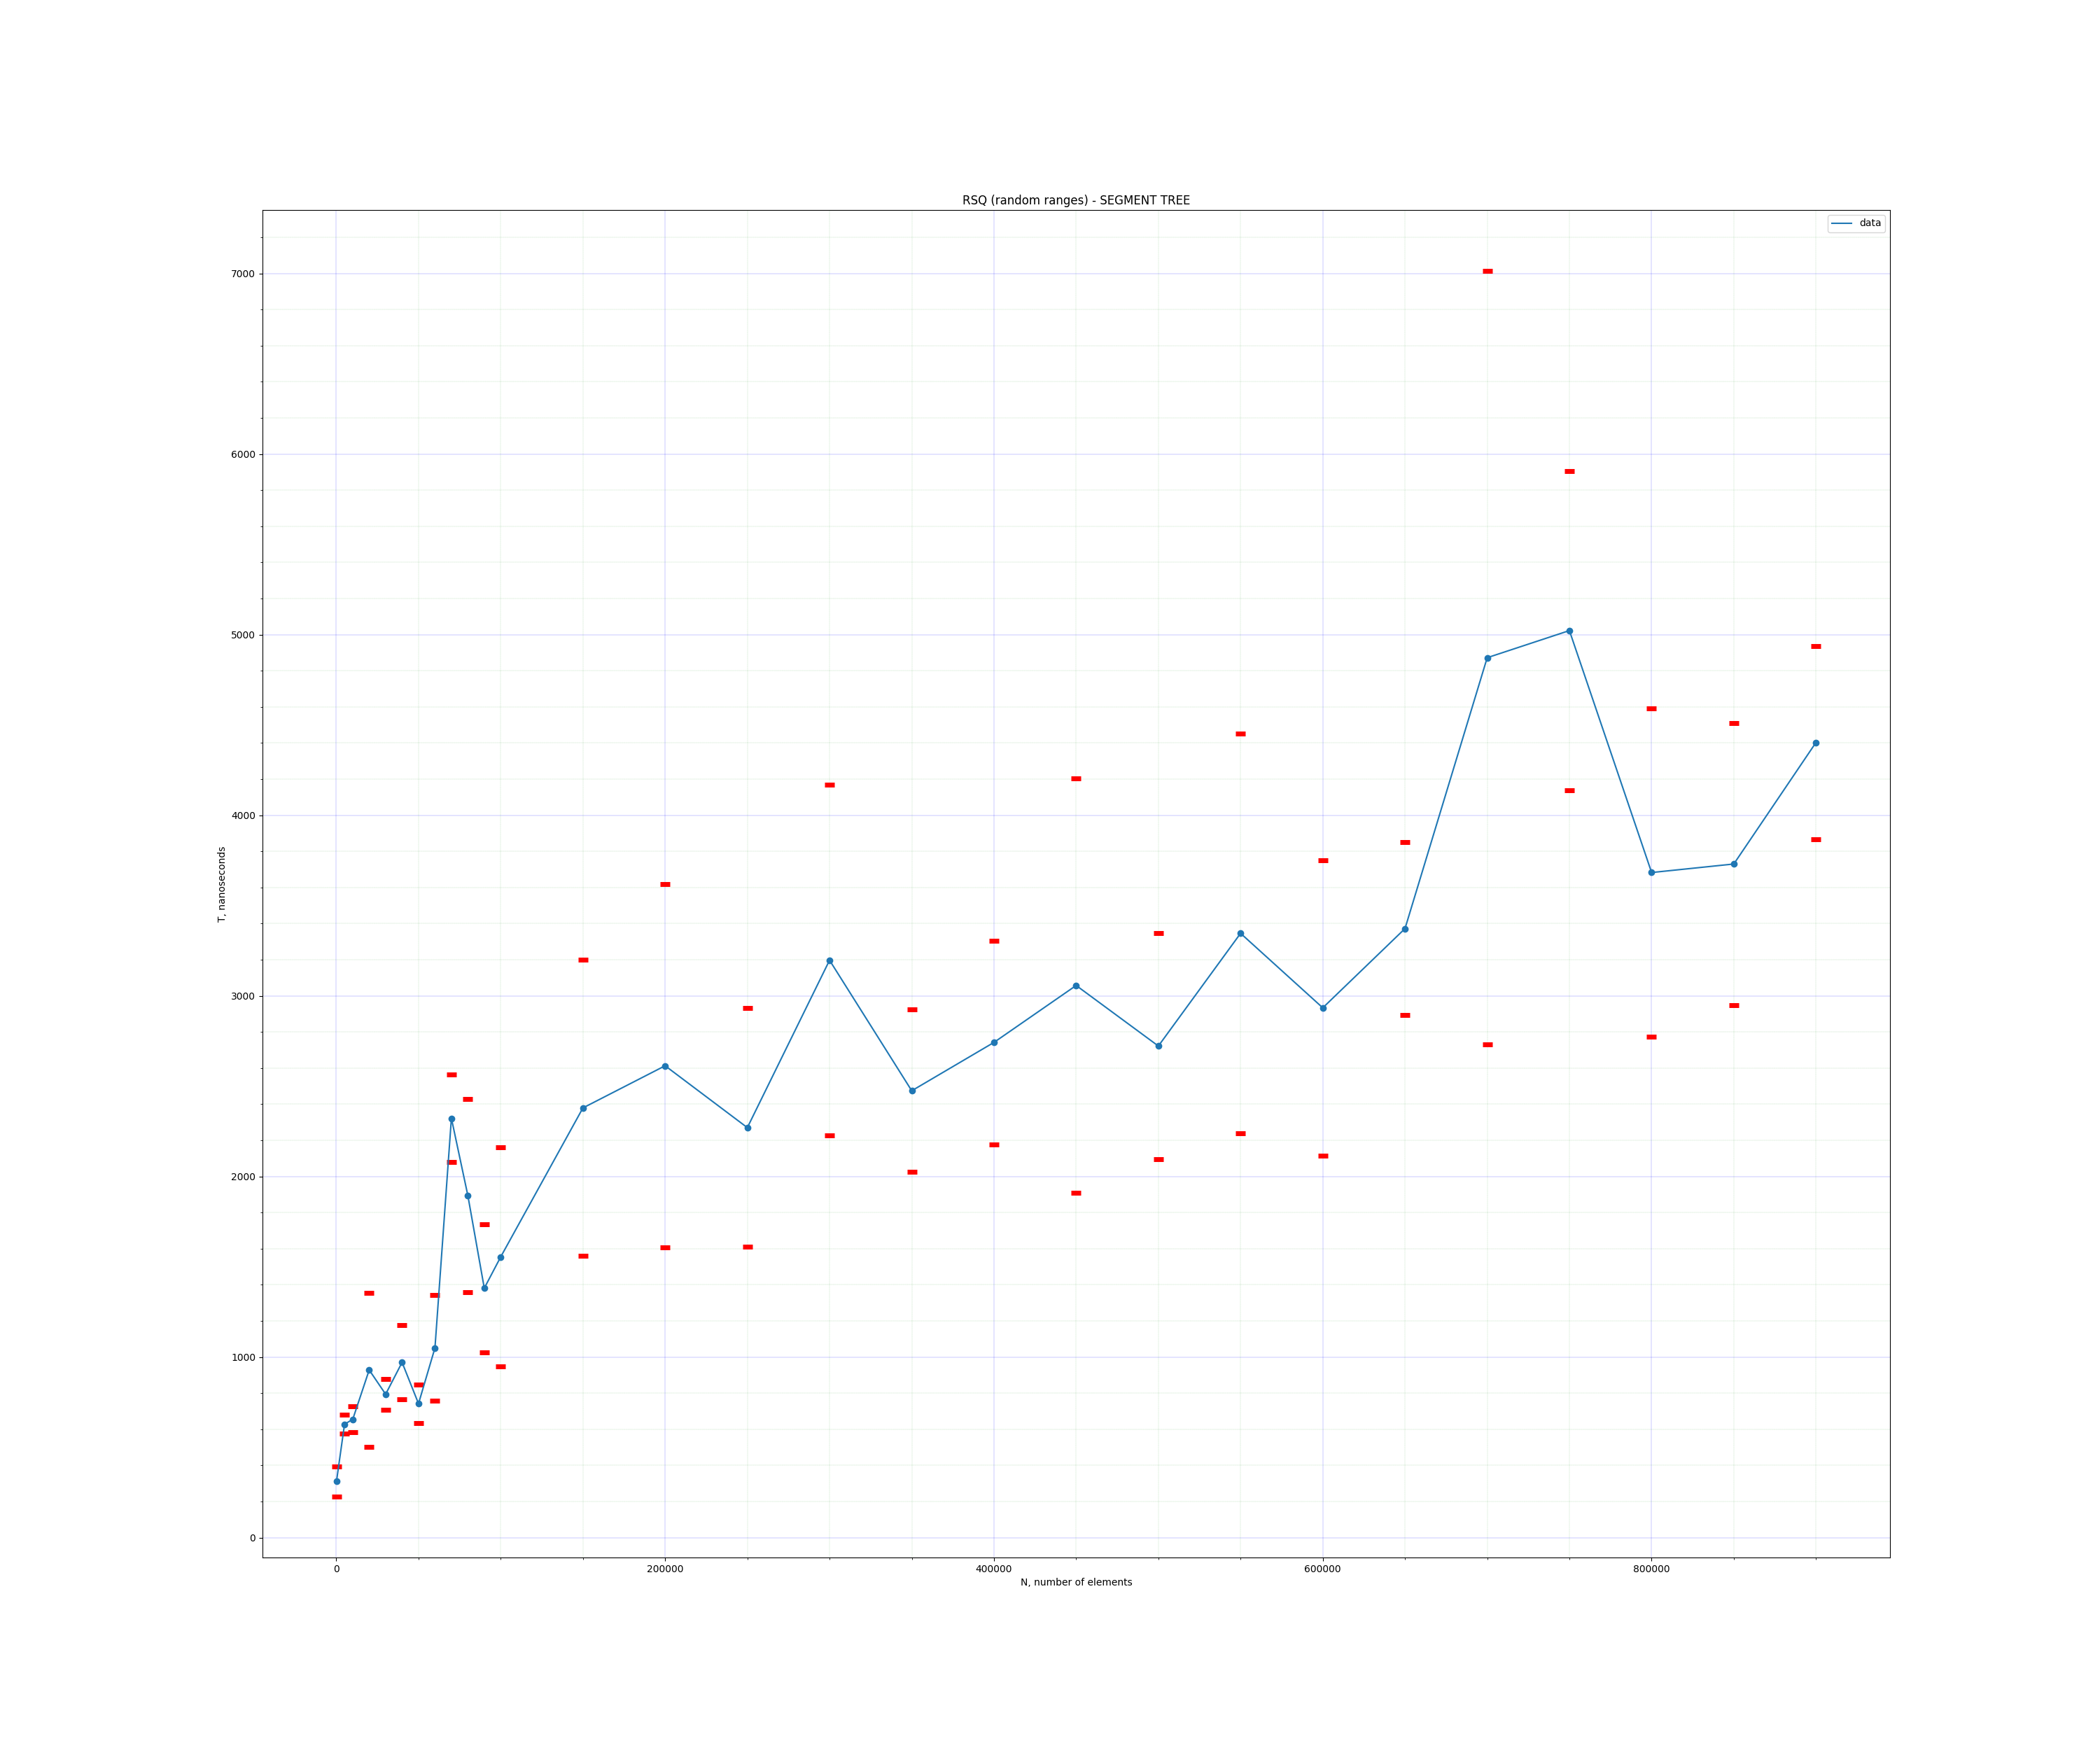 RSQ (random ranges) - SEGMENT TREE
data
7000
6000
5000
4000
3000
2000
1000
0
T, nanoseconds
0 200000 400000 600000 800000
N, number of elements